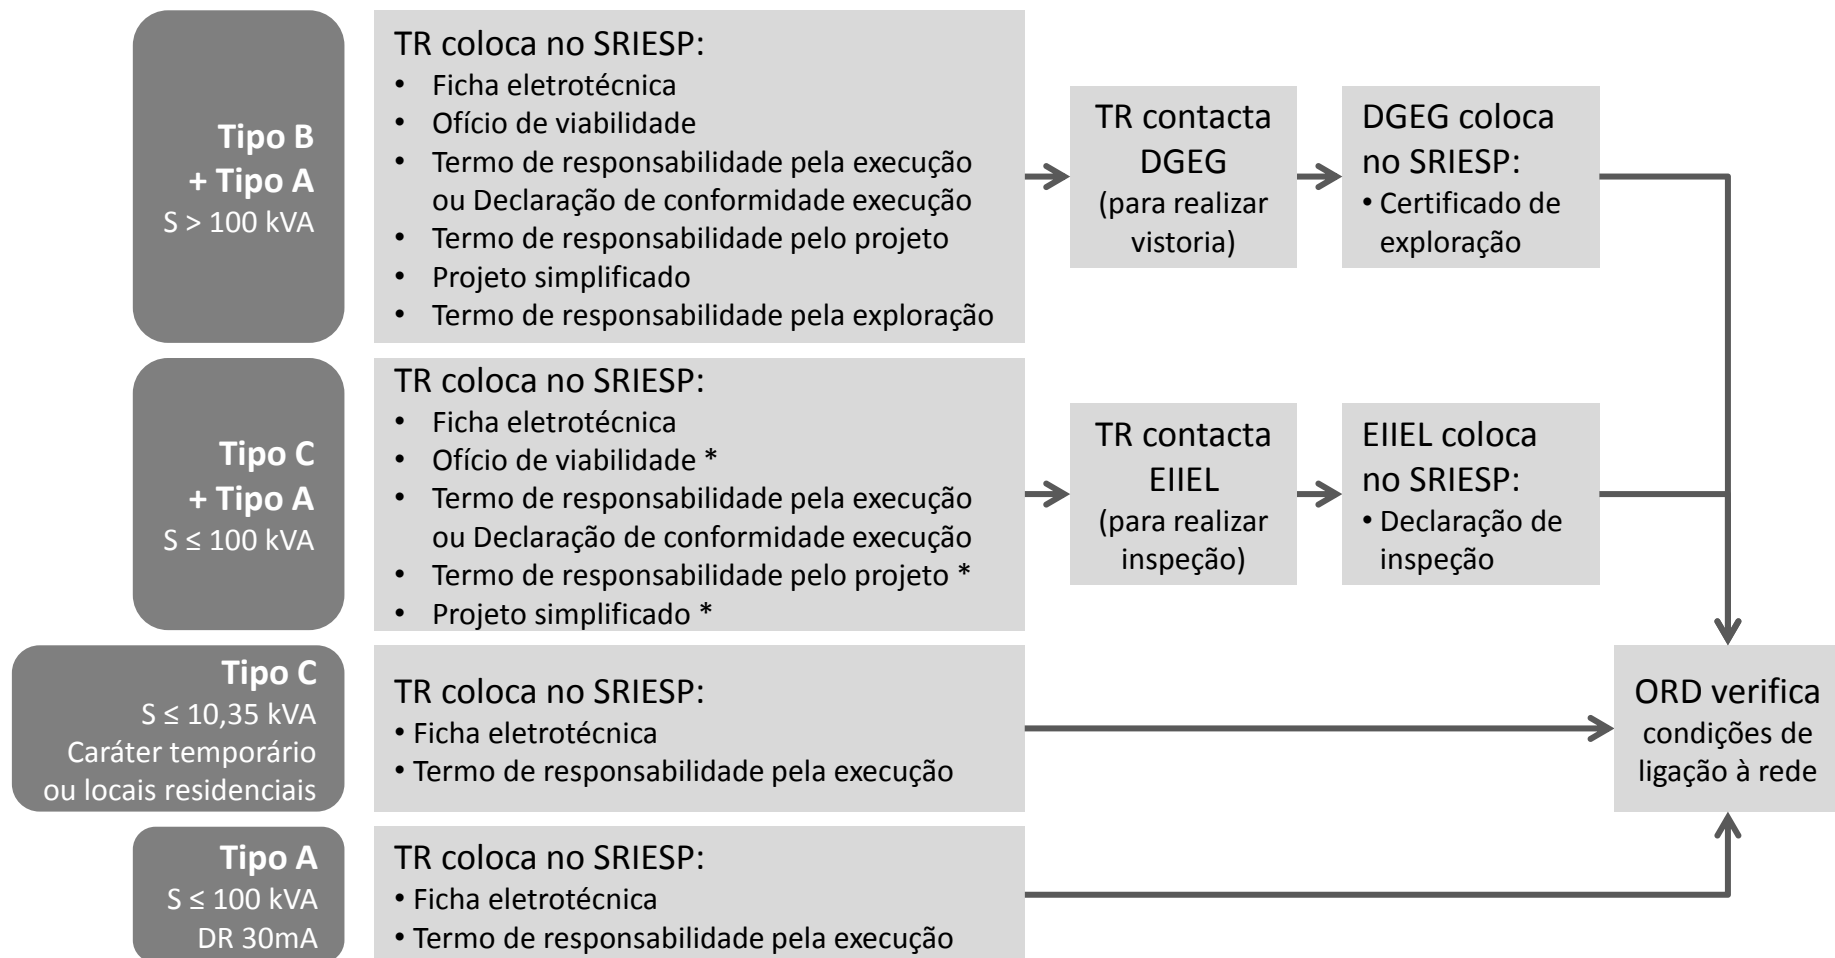 Tipo B
+ Tipo A
S > 100 kVA
TR coloca no SRIESP:
• Ficha eletrotécnica
• Ofício de viabilidade
• Termo de responsabilidade pela execução
ou Declaração de conformidade execução
• Termo de responsabilidade pelo projeto
• Projeto simplificado
• Termo de responsabilidade pela exploração
TR contacta
DGEG
(para realizar
vistoria)
DGEG coloca
no SRIESP:
• Certificado de
exploração
Tipo C
+ Tipo A
S ≤ 100 kVA
TR coloca no SRIESP:
• Ficha eletrotécnica
• Ofício de viabilidade *
• Termo de responsabilidade pela execução
ou Declaração de conformidade execução
• Termo de responsabilidade pelo projeto *
• Projeto simplificado *
TR contacta
EIIEL
(para realizar
inspeção)
EIIEL coloca
no SRIESP:
• Declaração de
inspeção
Tipo C
S ≤ 10,35 kVA
Caráter temporário
ou locais residenciais
TR coloca no SRIESP:
• Ficha eletrotécnica
• Termo de responsabilidade pela execução
ORD verifica
condições de
ligação à rede
Tipo A
S ≤ 100 kVA
DR 30mA
TR coloca no SRIESP:
• Ficha eletrotécnica
• Termo de responsabilidade pela execução